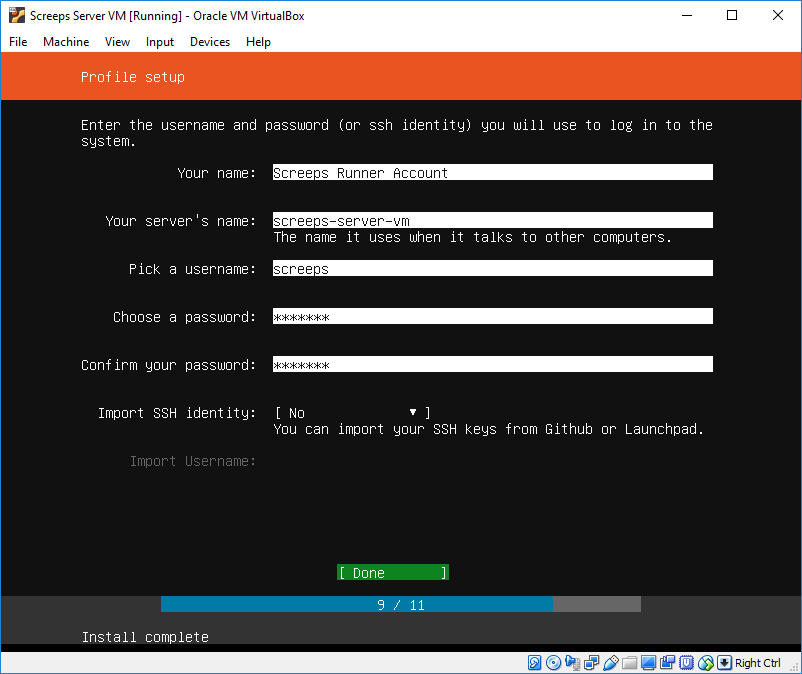 Screeps Server VM [Running] - Oracle VM VirtualBox
File Machine View Input Devices Help
Profile setup
Enter the username and password (or ssh identity) you will use to log in to the
system.
Your name: Screeps Runner Account
Your server's name: screeps-server-vm
The name it uses when it talks to other computers.
Pick a username: screeps
Choose a password: *******
Confirm your password: *******
Import SSH identity: [ No ▼ ]
You can import your SSH keys from Github or Launchpad.
Import Username:
[ Done ]
9 / 11
Install complete
Right Ctrl